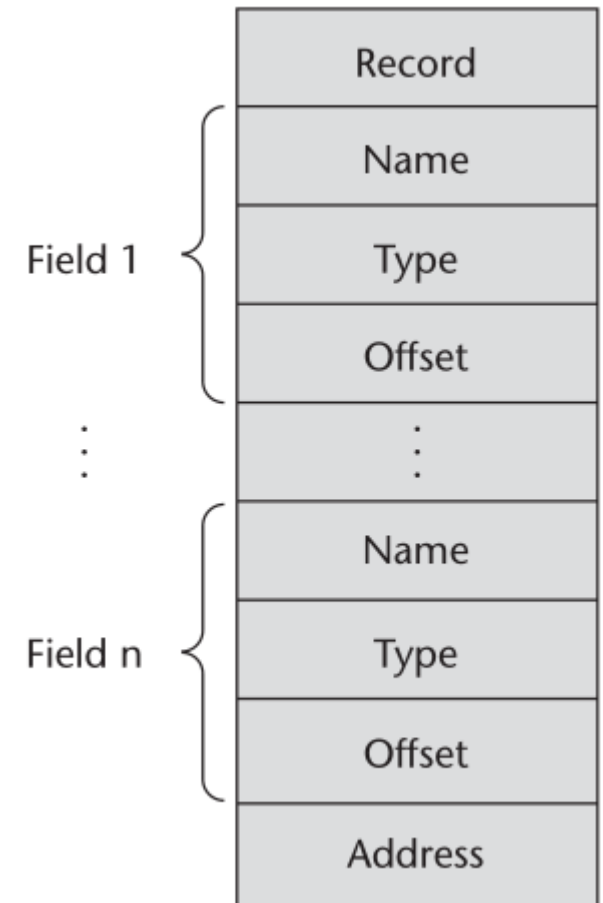 Record
Name
Field 1
Type
Offset
⋮
⋮
Name
Field n
Type
Offset
Address